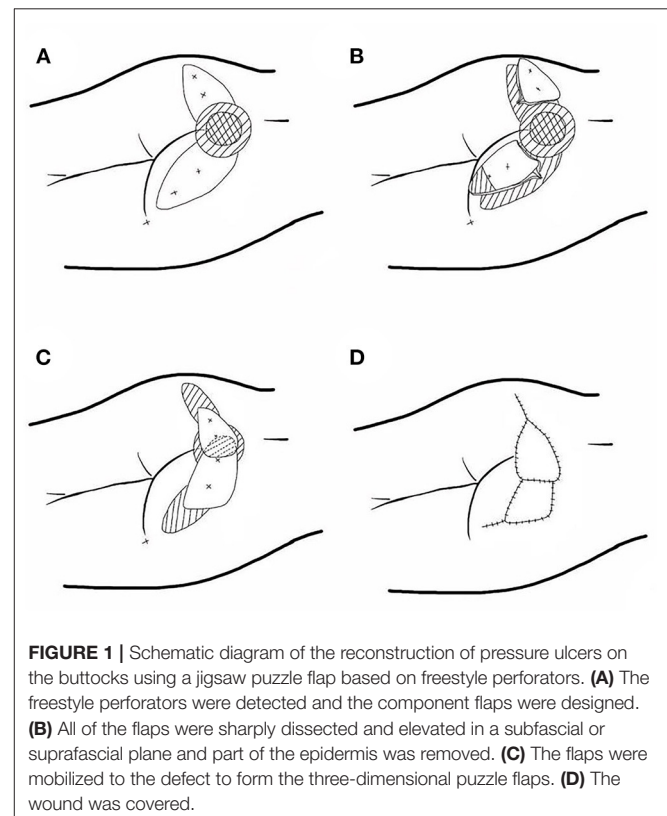 A
B
C
D
FIGURE 1 | Schematic diagram of the reconstruction of pressure ulcers on
the buttocks using a jigsaw puzzle flap based on freestyle perforators. (A) The
freestyle perforators were detected and the component flaps were designed.
(B) All of the flaps were sharply dissected and elevated in a subfascial or
suprafascial plane and part of the epidermis was removed. (C) The flaps were
mobilized to the defect to form the three-dimensional puzzle flaps. (D) The
wound was covered.